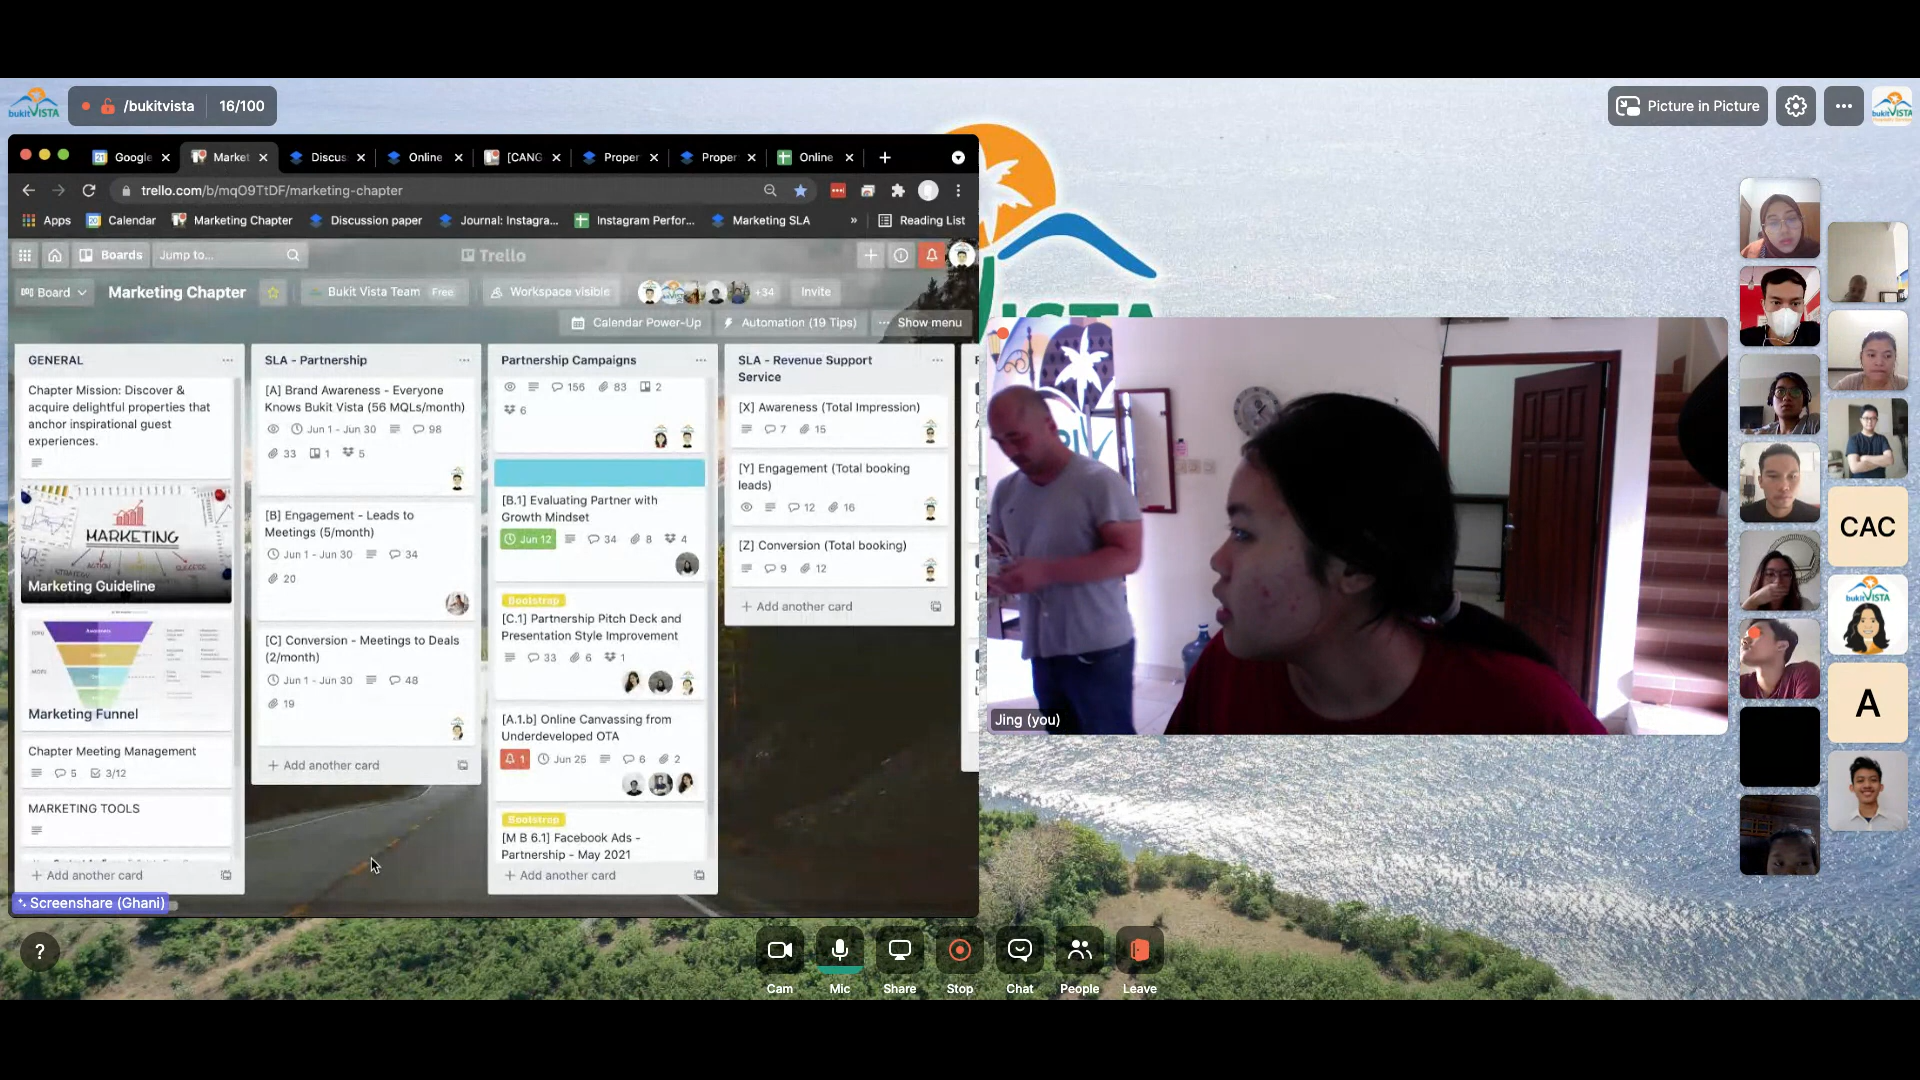 bukitVISTA
/bukitvista 16/100
Picture in Picture
Google
Market
Discus
Online
[CANG
Proper
Proper
Online
trello.com/b/mqO9TtDF/marketing-chapter
Apps
Calendar
Marketing Chapter
Discussion paper
Journal: Instagra...
Instagram Perfor...
Marketing SLA
»
Reading List
Boards
Jump to...
Trello
Board
Marketing Chapter
Bukit Vista Team Free
Workspace visible
+34
Invite
Calendar Power-Up
Automation (19 Tips)
... Show menu
GENERAL
Chapter Mission: Discover &
acquire delightful properties that
anchor inspirational guest
experiences.
MARKETING
STRATEGY
ACTION
SUCCESS
Marketing Guideline
Awareness
Marketing Funnel
Chapter Meeting Management
5 3/12
MARKETING TOOLS
+ Add another card
SLA - Partnership
[A] Brand Awareness - Everyone
Knows Bukit Vista (56 MQLs/month)
Jun 1 - Jun 30 98
33 1 5
[B] Engagement - Leads to
Meetings (5/month)
Jun 1 - Jun 30 34
20
[C] Conversion - Meetings to Deals
(2/month)
Jun 1 - Jun 30 48
19
+ Add another card
Partnership Campaigns
156 83 2
6
[B.1] Evaluating Partner with
Growth Mindset
Jun 12 34 8 4
Bootstrap
[C.1] Partnership Pitch Deck and
Presentation Style Improvement
33 6 1
[A.1.b] Online Canvassing from
Underdeveloped OTA
1 Jun 25 6 2
Bootstrap
[M B 6.1] Facebook Ads -
Partnership - May 2021
+ Add another card
SLA - Revenue Support
Service
[X] Awareness (Total Impression)
7 15
[Y] Engagement (Total booking
leads)
12 16
[Z] Conversion (Total booking)
9 12
+ Add another card
Screenshare (Ghani)
VISTA
Jing (you)
CAC
bukitVISTA
A
?
Cam
Mic
Share
Stop
Chat
People
Leave